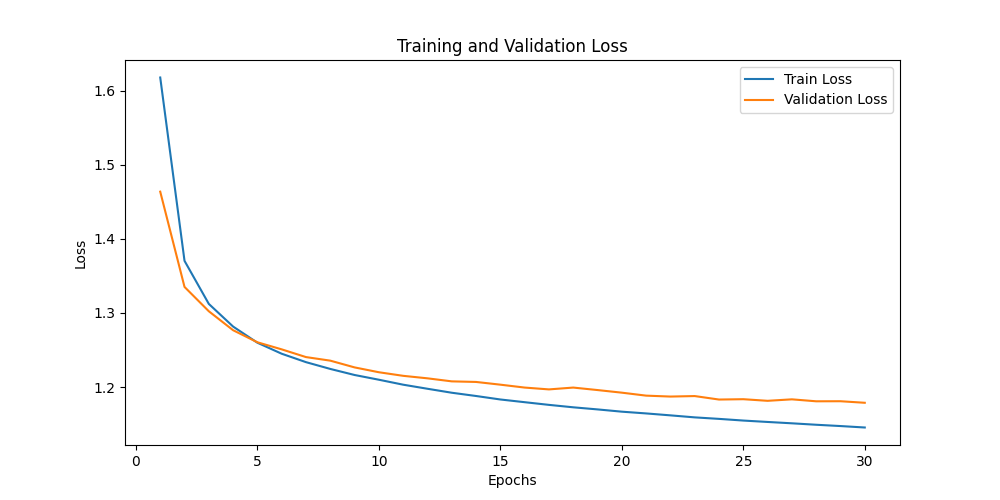 Training and Validation Loss
Train Loss
Validation Loss
1.6
1.5
1.4
1.3
1.2
Loss
0 5 10 15 20 25 30
Epochs